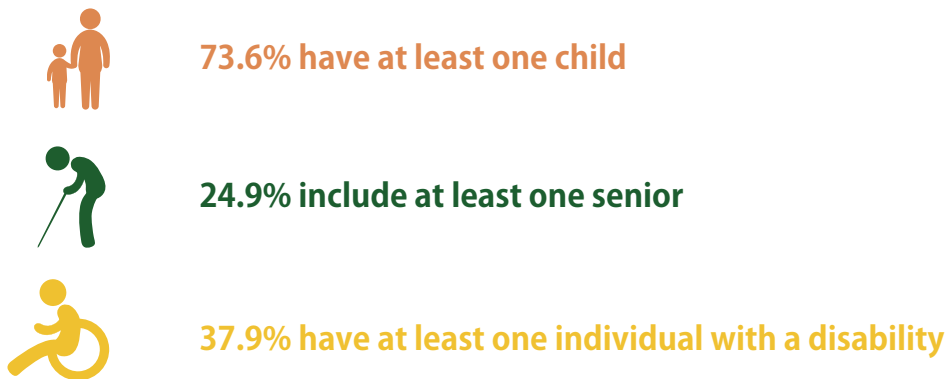 73.6% have at least one child
24.9% include at least one senior
37.9% have at least one individual with a disability